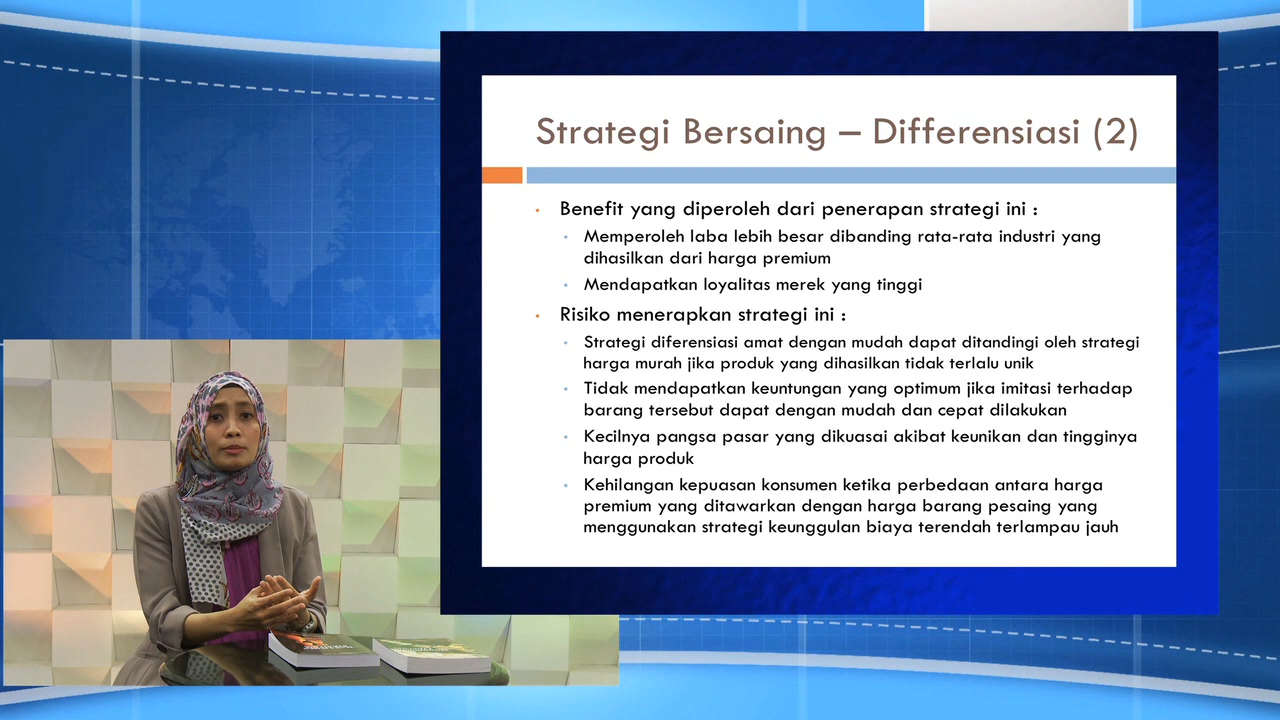 Strategi Bersaing – Differensiasi (2)
Benefit yang diperoleh dari penerapan strategi ini :
Memperoleh laba lebih besar dibanding rata-rata industri yang
dihasilkan dari harga premium
Mendapatkan loyalitas merek yang tinggi
Risiko menerapkan strategi ini :
Strategi diferensiasi amat dengan mudah dapat ditandingi oleh strategi
harga murah jika produk yang dihasilkan tidak terlalu unik
Tidak mendapatkan keuntungan yang optimum jika imitasi terhadap
barang tersebut dapat dengan mudah dan cepat dilakukan
Kecilnya pangsa pasar yang dikuasai akibat keunikan dan tingginya
harga produk
Kehilangan kepuasan konsumen ketika perbedaan antara harga
premium yang ditawarkan dengan harga barang pesaing yang
menggunakan strategi keunggulan biaya terendah terlampau jauh